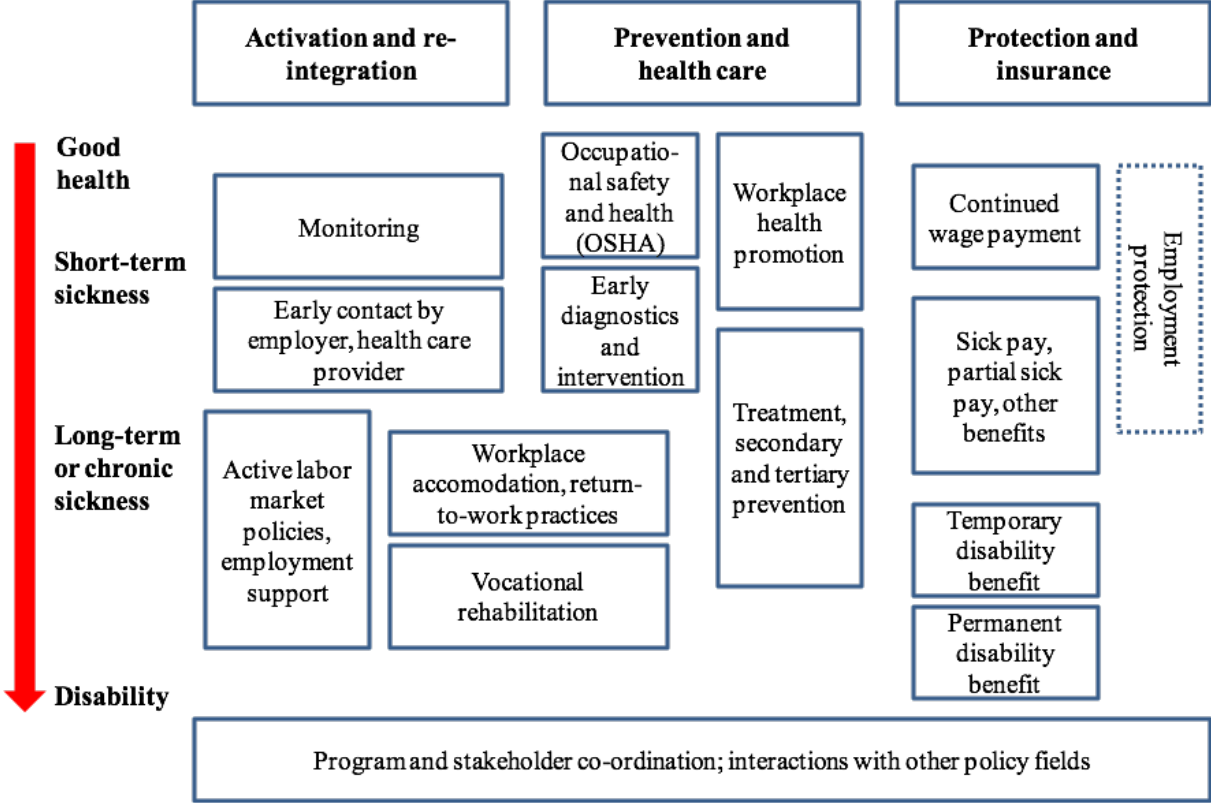 Activation and re-
integration
Prevention and
health care
Protection and
insurance
Good
health
Short-term
sickness
Long-term
or chronic
sickness
Disability
Monitoring
Early contact by
employer, health care
provider
Active labor
market
policies,
employment
support
Workplace
accomodation, return-
to-work practices
Vocational
rehabilitation
Occupatio-
nal safety
and health
(OSHA)
Early
diagnostics
and
intervention
Workplace
health
promotion
Treatment,
secondary
and tertiary
prevention
Continued
wage payment
Sick pay,
partial sick
pay, other
benefits
Temporary
disability
benefit
Permanent
disability
benefit
Employment
protection
Program and stakeholder co-ordination; interactions with other policy fields